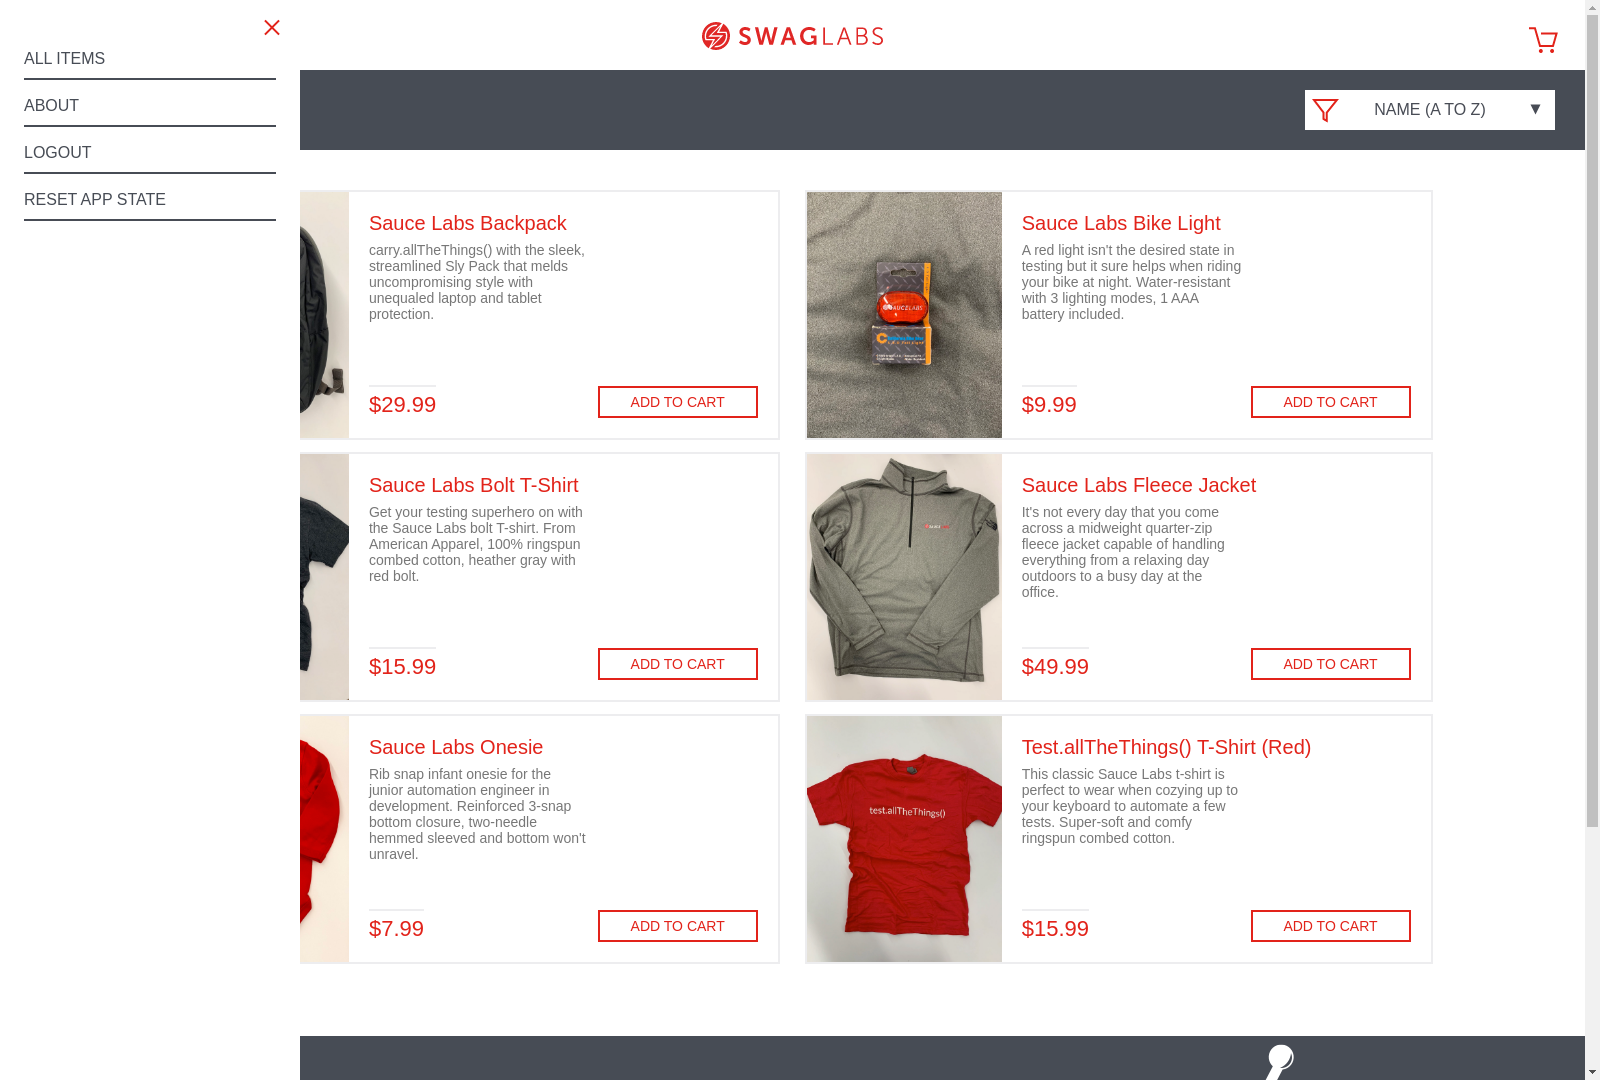 ALL ITEMS
ABOUT
LOGOUT
RESET APP STATE
SWAGLABS
NAME (A TO Z) ▼
Sauce Labs Backpack
carry.allTheThings() with the sleek,
streamlined Sly Pack that melds
uncompromising style with
unequaled laptop and tablet
protection.
$29.99
ADD TO CART
SAUCELABS
Sauce Labs Bike Light
A red light isn't the desired state in
testing but it sure helps when riding
your bike at night. Water-resistant
with 3 lighting modes, 1 AAA
battery included.
$9.99
ADD TO CART
Sauce Labs Bolt T-Shirt
Get your testing superhero on with
the Sauce Labs bolt T-shirt. From
American Apparel, 100% ringspun
combed cotton, heather gray with
red bolt.
$15.99
ADD TO CART
Sauce Labs Fleece Jacket
It's not every day that you come
across a midweight quarter-zip
fleece jacket capable of handling
everything from a relaxing day
outdoors to a busy day at the
office.
$49.99
ADD TO CART
Sauce Labs Onesie
Rib snap infant onesie for the
junior automation engineer in
development. Reinforced 3-snap
bottom closure, two-needle
hemmed sleeved and bottom won't
unravel.
$7.99
ADD TO CART
test.allTheThings()
Test.allTheThings() T-Shirt (Red)
This classic Sauce Labs t-shirt is
perfect to wear when cozying up to
your keyboard to automate a few
tests. Super-soft and comfy
ringspun combed cotton.
$15.99
ADD TO CART